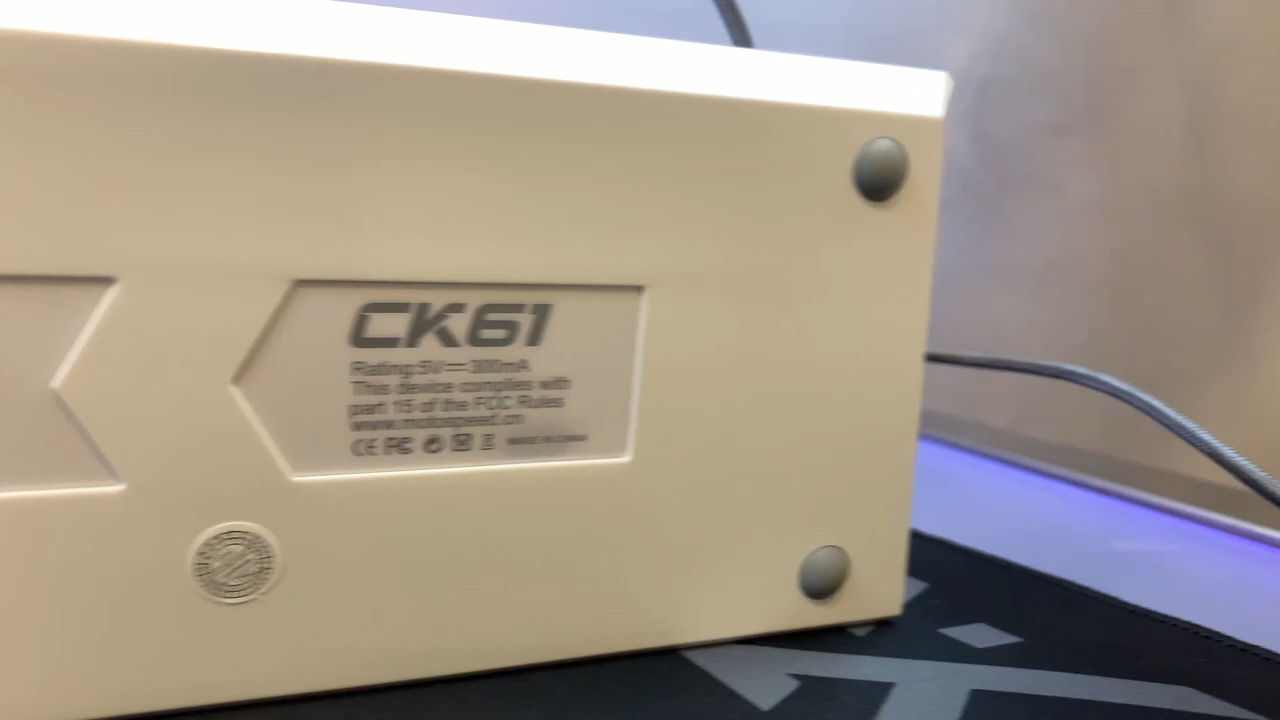 CK61
Rating:5V⎓300mA
This device complies with
part 15 of the FCC Rules
www.motospeed.cn
CE FC MADE IN CHINA